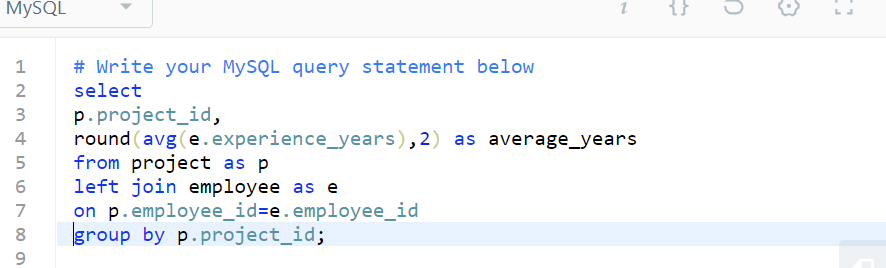 MySQL
i {}
1 # Write your MySQL query statement below
2 select
3 p.project_id,
4 round(avg(e.experience_years),2) as average_years
5 from project as p
6 left join employee as e
7 on p.employee_id=e.employee_id
8 group by p.project_id;
9